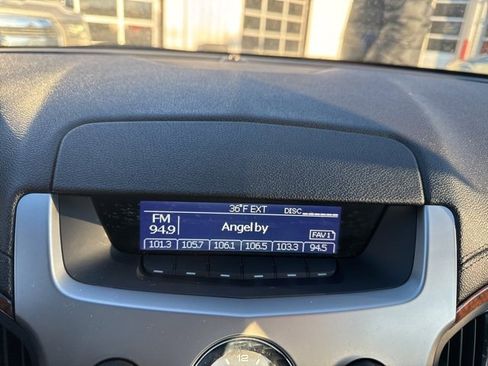 36°F EXT DISC
FM Angel by
94.9 FAV1
101.3 105.7 106.1 106.5 103.3 94.5
12